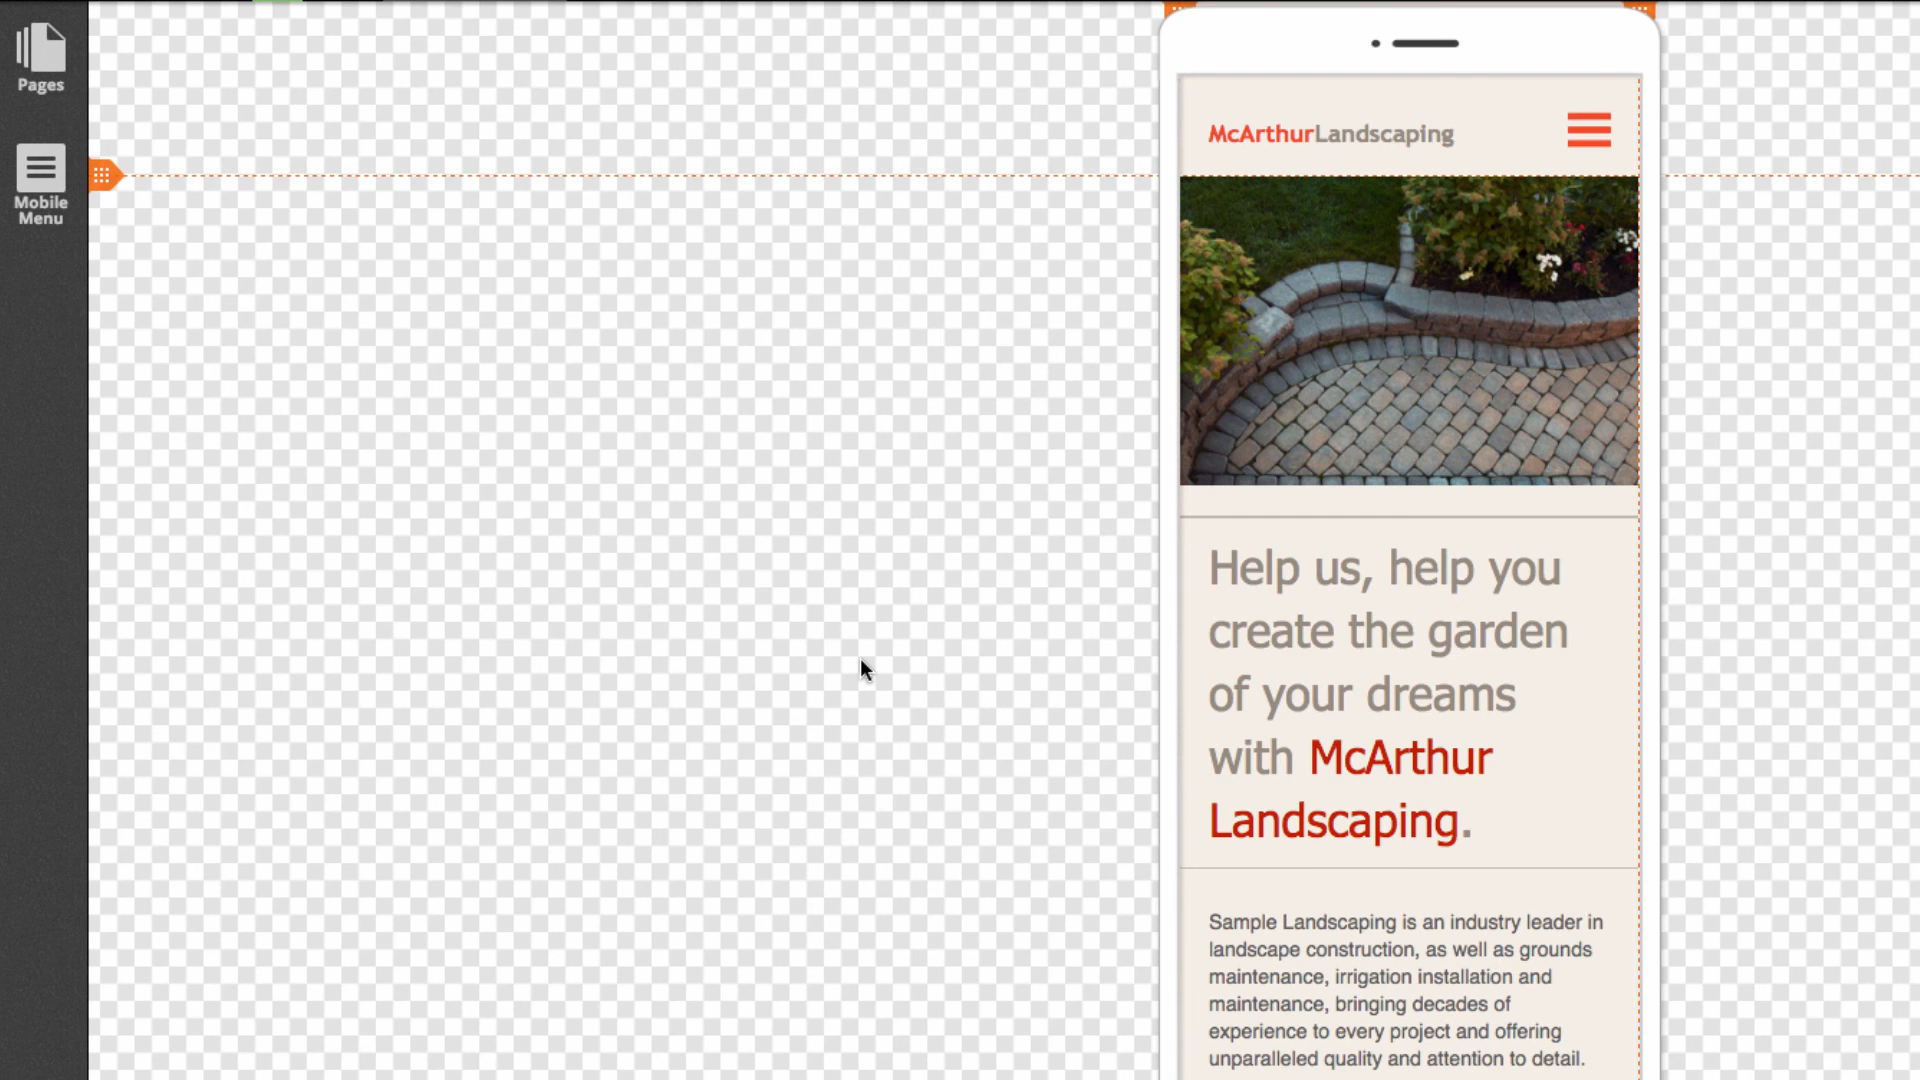 Pages
Mobile
Menu
McArthurLandscaping
Help us, help you
create the garden
of your dreams
with McArthur
Landscaping.
Sample Landscaping is an industry leader in
landscape construction, as well as grounds
maintenance, irrigation installation and
maintenance, bringing decades of
experience to every project and offering
unparalleled quality and attention to detail.